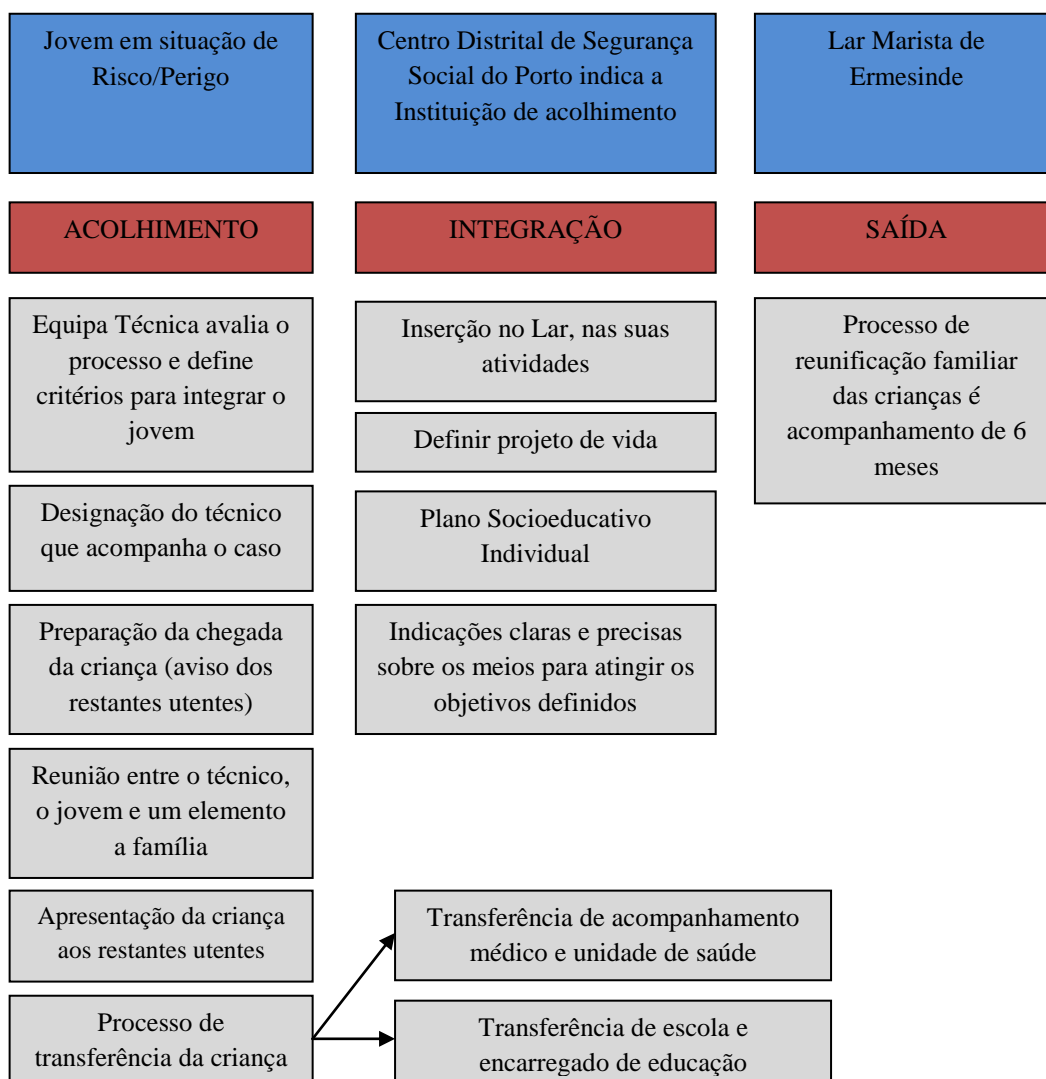 Jovem em situação de
Risco/Perigo
Centro Distrital de Segurança
Social do Porto indica a
Instituição de acolhimento
Lar Marista de
Ermesinde
ACOLHIMENTO
INTEGRAÇÃO
SAÍDA
Equipa Técnica avalia o
processo e define
critérios para integrar o
jovem
Designação do técnico
que acompanha o caso
Preparação da chegada
da criança (aviso dos
restantes utentes)
Reunião entre o técnico,
o jovem e um elemento
a família
Apresentação da criança
aos restantes utentes
Processo de
transferência da criança
Inserção no Lar, nas suas
atividades
Definir projeto de vida
Plano Socioeducativo
Individual
Indicações claras e precisas
sobre os meios para atingir os
objetivos definidos
Transferência de acompanhamento
médico e unidade de saúde
Transferência de escola e
encarregado de educação
Processo de
reunificação familiar
das crianças é
acompanhamento de 6
meses